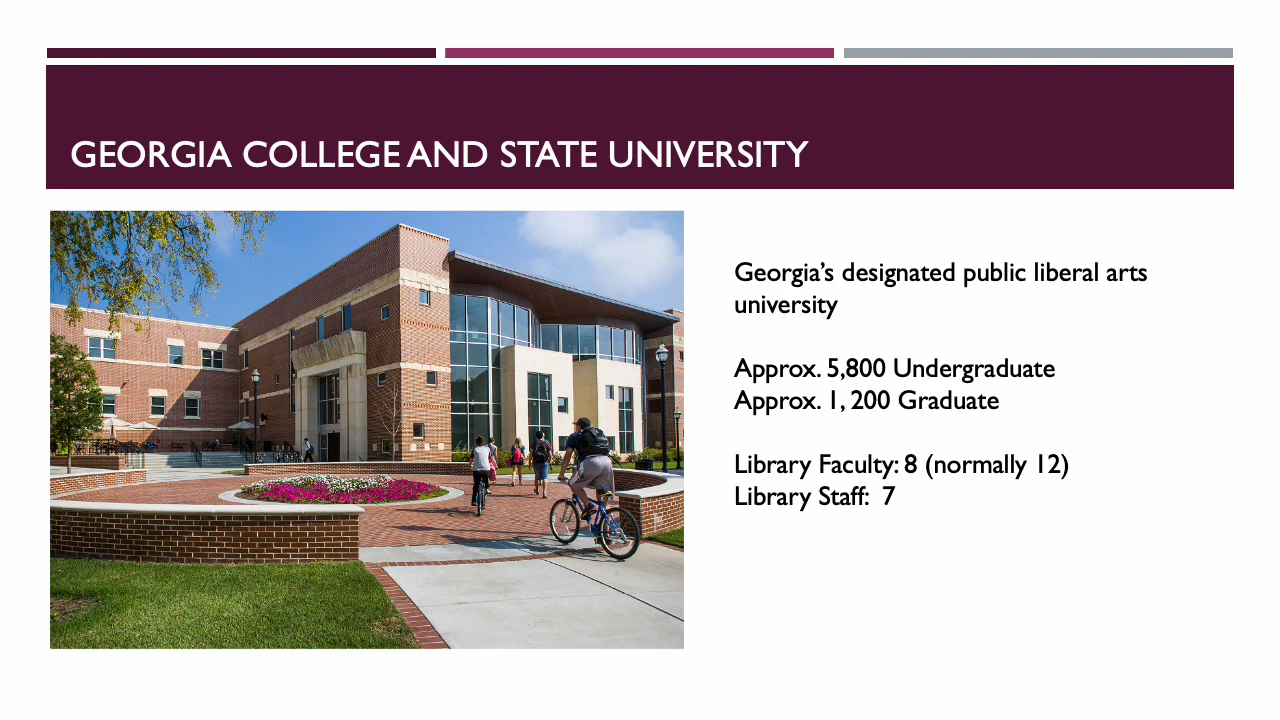 GEORGIA COLLEGE AND STATE UNIVERSITY
Georgia’s designated public liberal arts
university
Approx. 5,800 Undergraduate
Approx. 1, 200 Graduate
Library Faculty: 8 (normally 12)
Library Staff:  7